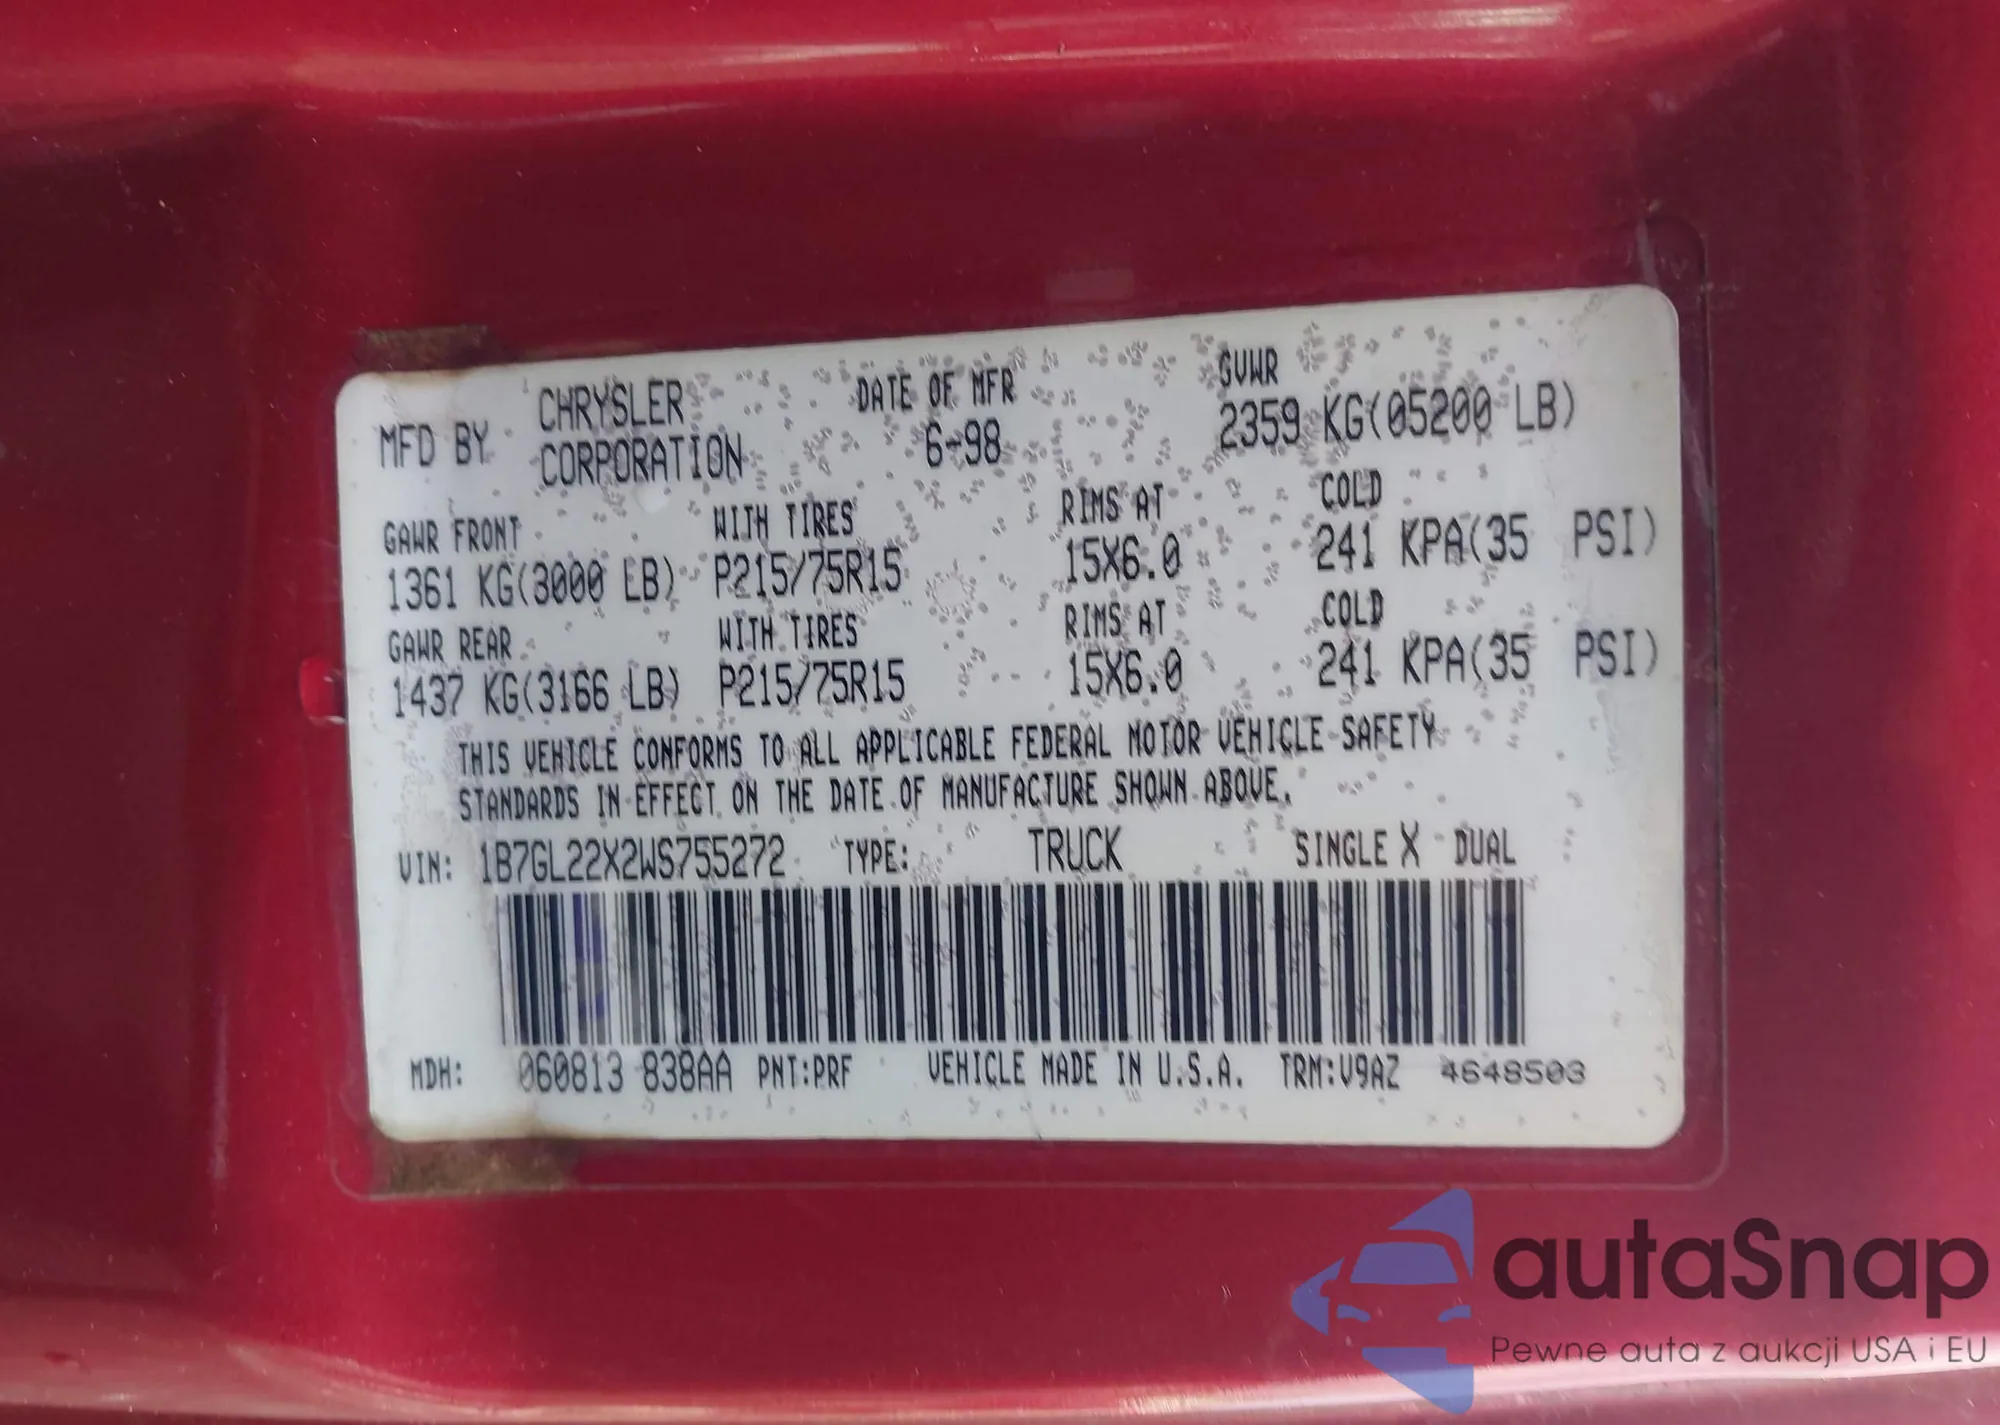 MFD BY CHRYSLER CORPORATION DATE OF MFR 6-98 GVWR 2359 KG(05200 LB)
GAWR FRONT WITH TIRES RIMS AT COLD
1361 KG(3000 LB) P215/75R15 15X6.0 241 KPA(35 PSI)
GAWR REAR WITH TIRES RIMS AT COLD
1437 KG(3166 LB) P215/75R15 15X6.0 241 KPA(35 PSI)
THIS VEHICLE CONFORMS TO ALL APPLICABLE FEDERAL MOTOR VEHICLE SAFETY
STANDARDS IN EFFECT ON THE DATE OF MANUFACTURE SHOWN ABOVE.
VIN: 1B7GL22X2WS755272 TYPE: TRUCK SINGLE X DUAL
MDH: 060813 838AA PNT:PRF VEHICLE MADE IN U.S.A. TRM:V9AZ 4648503
autaSnap
Pewne auta z aukcji USA i EU